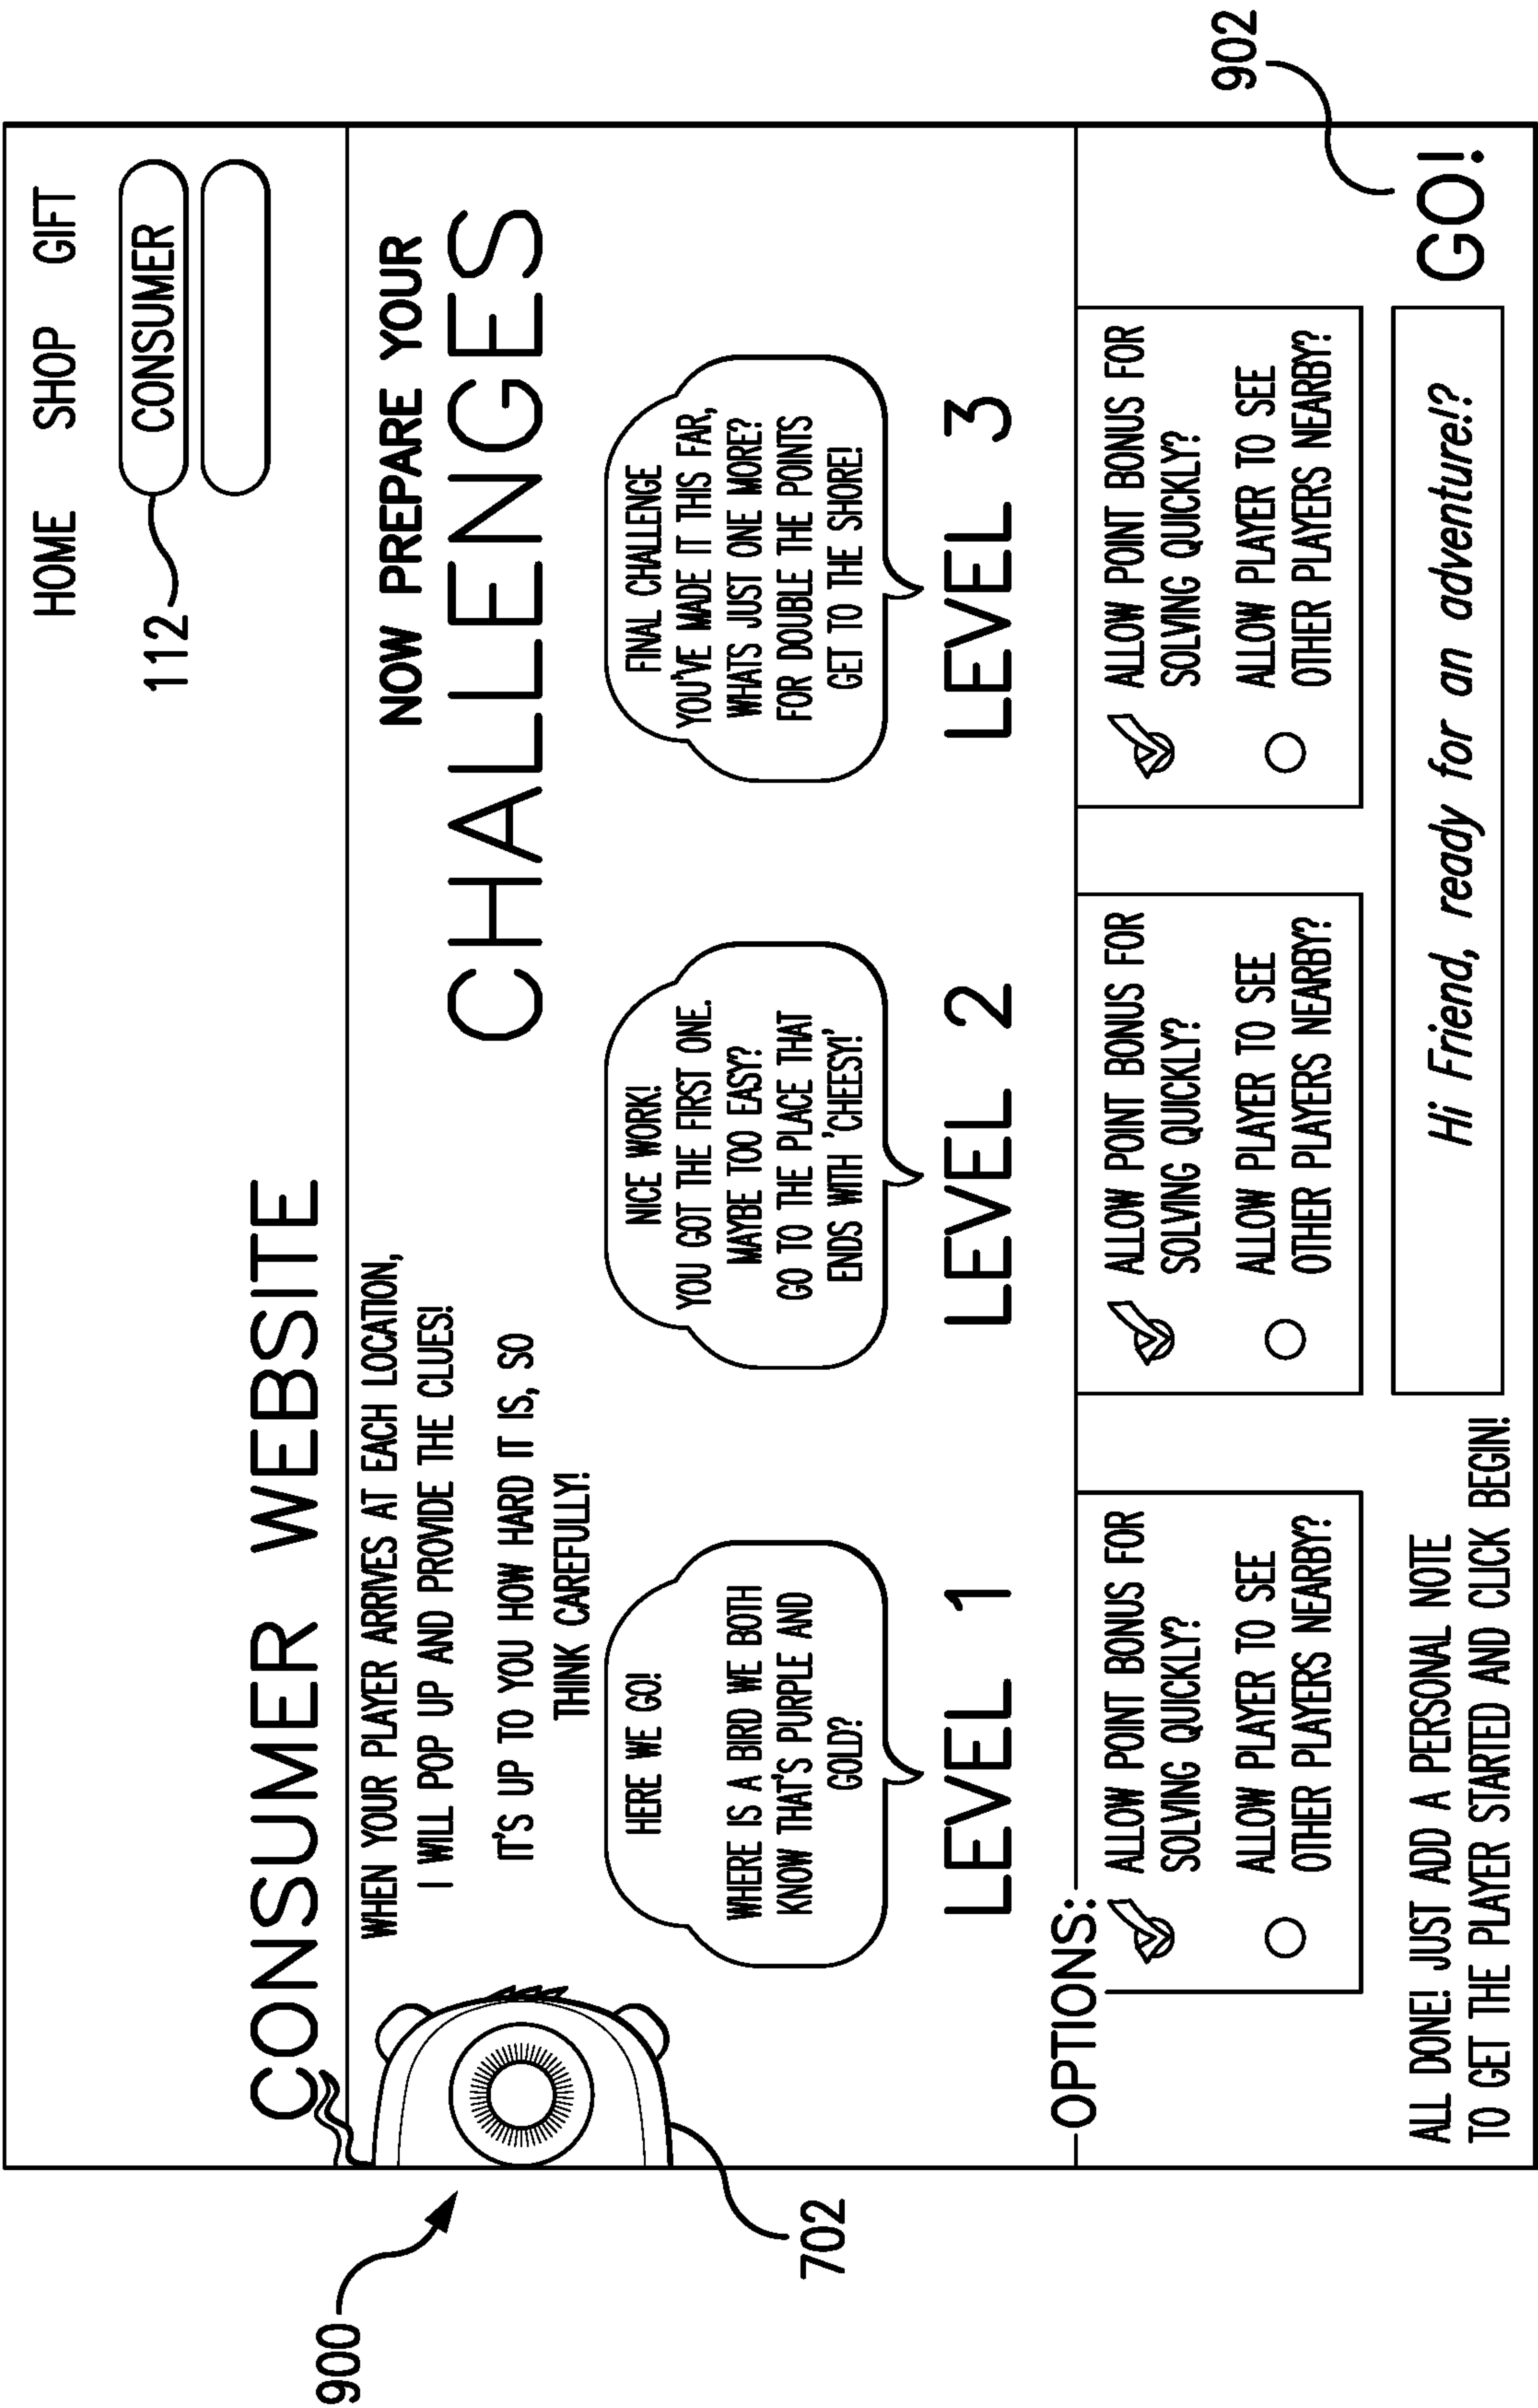 HOME SHOP GIFT
CONSUMER
112
CONSUMER WEBSITE
900
702
WHEN YOUR PLAYER ARRIVES AT EACH LOCATION,
I WILL POP UP AND PROVIDE THE CLUES!
IT'S UP TO YOU HOW HARD IT IS, SO
THINK CAREFULLY!
NOW PREPARE YOUR
CHALLENGES
HERE WE GO!
WHERE IS A BIRD WE BOTH
KNOW THAT'S PURPLE AND
GOLD?
LEVEL 1
NICE WORK!
YOU GOT THE FIRST ONE.
MAYBE TOO EASY?
GO TO THE PLACE THAT
ENDS WITH 'CHEESY!'
LEVEL 2
FINAL CHALLENGE
YOU'VE MADE IT THIS FAR,
WHATS JUST ONE MORE?
FOR DOUBLE THE POINTS
GET TO THE SHORE!
LEVEL 3
OPTIONS:
ALLOW POINT BONUS FOR
SOLVING QUICKLY?
ALLOW PLAYER TO SEE
OTHER PLAYERS NEARBY?
ALLOW POINT BONUS FOR
SOLVING QUICKLY?
ALLOW PLAYER TO SEE
OTHER PLAYERS NEARBY?
ALLOW POINT BONUS FOR
SOLVING QUICKLY?
ALLOW PLAYER TO SEE
OTHER PLAYERS NEARBY?
ALL DONE! JUST ADD A PERSONAL NOTE
TO GET THE PLAYER STARTED AND CLICK BEGIN!
Hi Friend, ready for an adventure!?
GO!
902